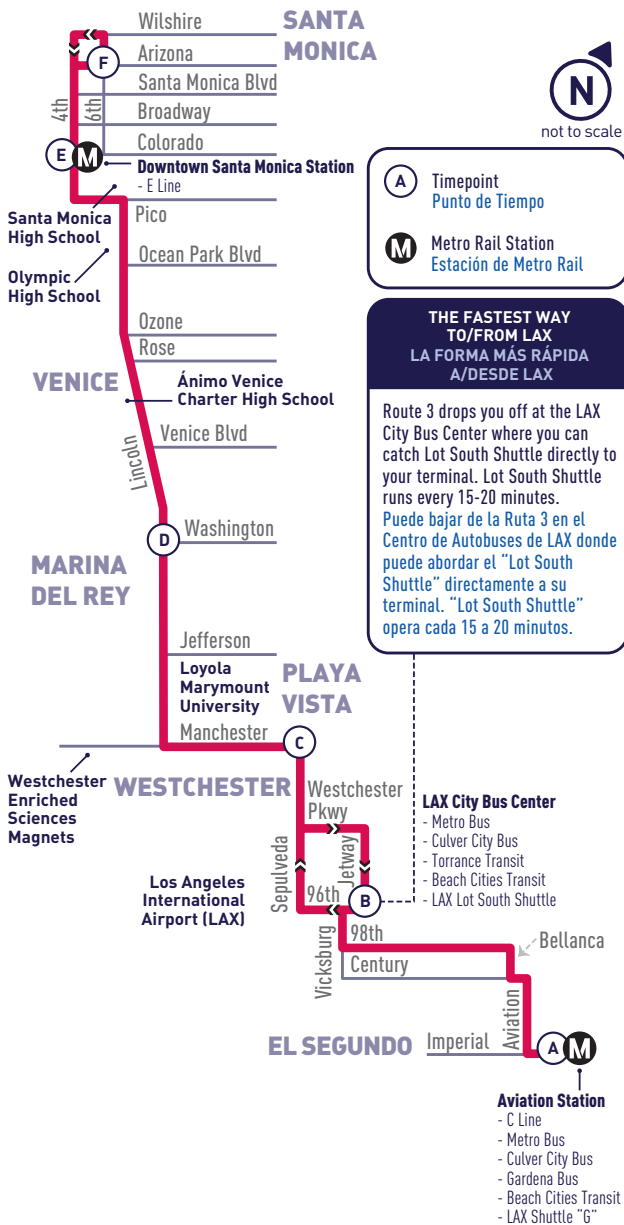 Wilshire
SANTA
MONICA
Arizona
F
Santa Monica Blvd
4th
6th
Broadway
Colorado
E
M
Downtown Santa Monica Station
- E Line
N
not to scale
A
Timepoint
Punto de Tiempo
M
Metro Rail Station
Estación de Metro Rail
Santa Monica
High School
Pico
Olympic
High School
Ocean Park Blvd
Ozone
Rose
VENICE
Ánimo Venice
Charter High School
Lincoln
Venice Blvd
THE FASTEST WAY
TO/FROM LAX
LA FORMA MÁS RÁPIDA
A/DESDE LAX
Route 3 drops you off at the LAX
City Bus Center where you can
catch Lot South Shuttle directly to
your terminal. Lot South Shuttle
runs every 15-20 minutes.
Puede bajar de la Ruta 3 en el
Centro de Autobuses de LAX donde
puede abordar el “Lot South
Shuttle” directamente a su
terminal. “Lot South Shuttle”
opera cada 15 a 20 minutos.
D
Washington
MARINA
DEL REY
Jefferson
Loyola
Marymount
University
PLAYA
VISTA
Manchester
C
Westchester
Enriched
Sciences
Magnets
WESTCHESTER
Westchester
Pkwy
Sepulveda
Jetway
Los Angeles
International
Airport (LAX)
96th
B
LAX City Bus Center
- Metro Bus
- Culver City Bus
- Torrance Transit
- Beach Cities Transit
- LAX Lot South Shuttle
Vicksburg
98th
Century
Bellanca
Aviation
EL SEGUNDO
Imperial
A
M
Aviation Station
- C Line
- Metro Bus
- Culver City Bus
- Gardena Bus
- Beach Cities Transit
- LAX Shuttle “G”